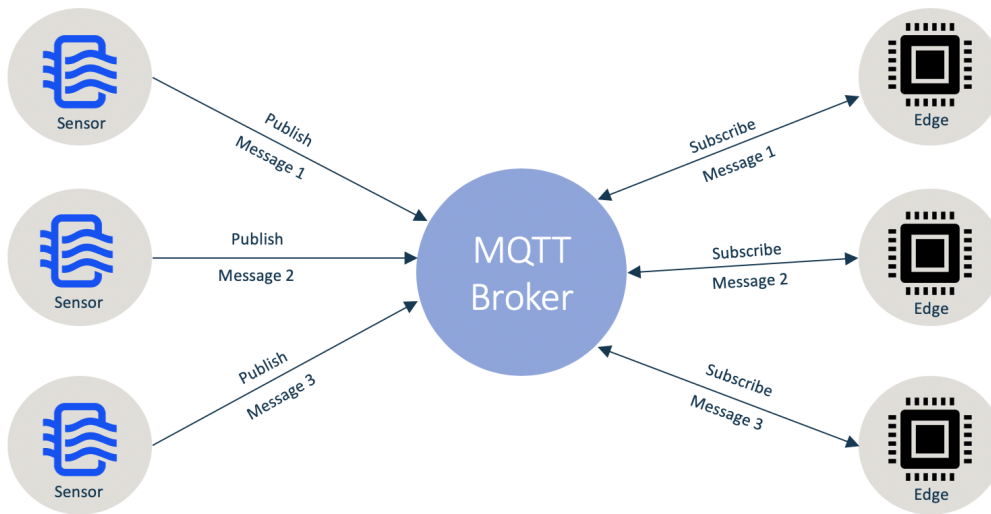 Sensor
Publish
Message 1
Subscribe
Message 1
Edge
Sensor
Publish
Message 2
MQTT
Broker
Subscribe
Message 2
Edge
Sensor
Publish
Message 3
Subscribe
Message 3
Edge